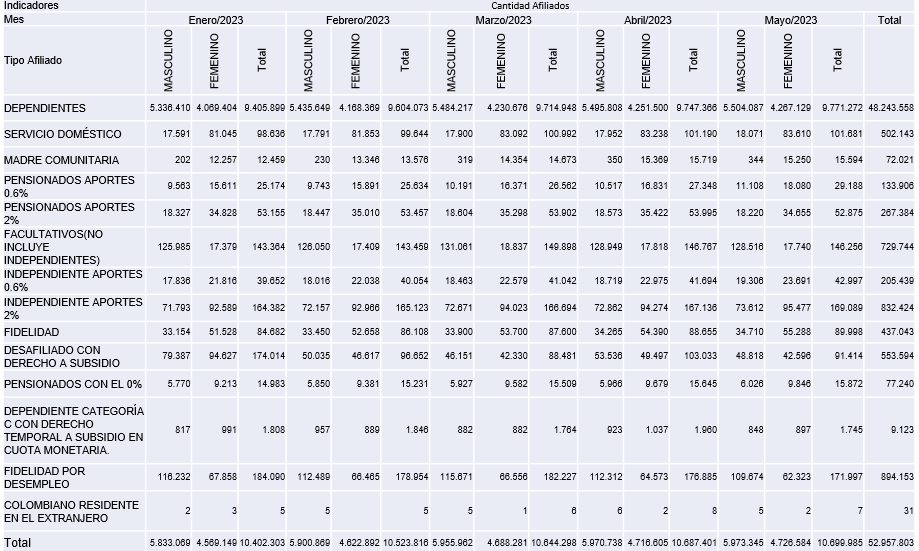 Indicadores Cantidad Afiliados
Mes Enero/2023 Febrero/2023 Marzo/2023 Abril/2023 Mayo/2023 Total
Tipo Afiliado MASCULINO FEMENINO Total MASCULINO FEMENINO Total MASCULINO FEMENINO Total MASCULINO FEMENINO Total MASCULINO FEMENINO Total
DEPENDIENTES 5.336.410 4.069.404 9.405.899 5.435.649 4.168.369 9.604.073 5.484.217 4.230.676 9.714.948 5.495.808 4.251.500 9.747.366 5.504.087 4.267.129 9.771.272 48.243.558
SERVICIO DOMÉSTICO 17.591 81.045 98.636 17.791 81.853 99.644 17.900 83.092 100.992 17.952 83.238 101.190 18.071 83.610 101.681 502.143
MADRE COMUNITARIA 202 12.257 12.459 230 13.346 13.576 319 14.354 14.673 350 15.369 15.719 344 15.250 15.594 72.021
PENSIONADOS APORTES
0.6% 9.563 15.611 25.174 9.743 15.891 25.634 10.191 16.371 26.562 10.517 16.831 27.348 11.108 18.080 29.188 133.906
PENSIONADOS APORTES
2% 18.327 34.828 53.155 18.447 35.010 53.457 18.604 35.298 53.902 18.573 35.422 53.995 18.220 34.655 52.875 267.384
FACULTATIVOS(NO
INCLUYE 125.985 17.379 143.364 126.050 17.409 143.459 131.061 18.837 149.898 128.949 17.818 146.767 128.516 17.740 146.256 729.744
INDEPENDIENTES)
INDEPENDIENTE APORTES
0.6% 17.836 21.816 39.652 18.016 22.038 40.054 18.463 22.579 41.042 18.719 22.975 41.694 19.306 23.691 42.997 205.439
INDEPENDIENTE APORTES
2% 71.793 92.589 164.382 72.157 92.966 165.123 72.671 94.023 166.694 72.862 94.274 167.136 73.612 95.477 169.089 832.424
FIDELIDAD 33.154 51.528 84.682 33.450 52.658 86.108 33.900 53.700 87.600 34.265 54.390 88.655 34.710 55.288 89.998 437.043
DESAFILIADO CON
DERECHO A SUBSIDIO 79.387 94.627 174.014 50.035 46.617 96.652 46.151 42.330 88.481 53.536 49.497 103.033 48.818 42.596 91.414 553.594
PENSIONADOS CON EL 0% 5.770 9.213 14.983 5.850 9.381 15.231 5.927 9.582 15.509 5.966 9.679 15.645 6.026 9.846 15.872 77.240
DEPENDIENTE CATEGORÍA
C CON DERECHO
TEMPORAL A SUBSIDIO EN 817 991 1.808 957 889 1.846 882 882 1.764 923 1.037 1.960 848 897 1.745 9.123
CUOTA MONETARIA.
FIDELIDAD POR
DESEMPLEO 116.232 67.858 184.090 112.489 66.465 178.954 115.671 66.556 182.227 112.312 64.573 176.885 109.674 62.323 171.997 894.153
COLOMBIANO RESIDENTE
EN EL EXTRANJERO 2 3 5 5 5 5 1 6 6 2 8 5 2 7 31
Total 5.833.069 4.569.149 10.402.303 5.900.869 4.622.892 10.523.816 5.955.962 4.688.281 10.644.298 5.970.738 4.716.605 10.687.401 5.973.345 4.726.584 10.699.985 52.957.803